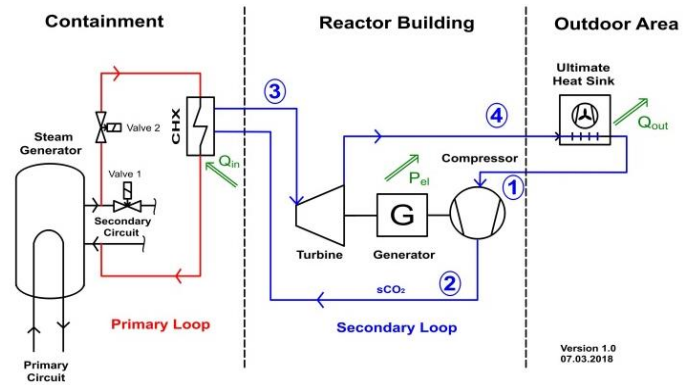 Containment
Reactor Building
Outdoor Area
Ultimate
Heat Sink
Valve 2
CHX
3
4
Qout
Steam
Generator
Qin
Pel
Compressor
1
Valve 1
Secondary
Circuit
G
Turbine
Generator
sCO₂
2
Primary Loop
Secondary Loop
Version 1.0
07.03.2018
Primary
Circuit